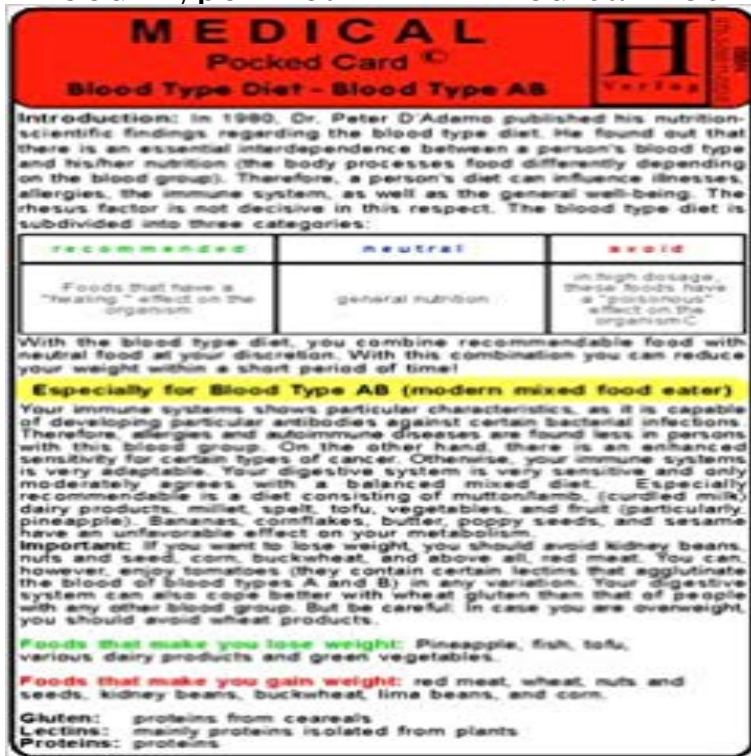 MEDICAL
Pocked Card ©
Blood Type Diet - Blood Type AB
H
Verlag
Introduction: In 1980, Dr. Peter D'Adamo published his nutrition-
scientific findings regarding the blood type diet. He found out that
there is an essential interdependence between a person's blood type
and his/her nutrition (the body processes food differently depending
on the blood group). Therefore, a person's diet can influence illnesses,
allergies, the immune system, as well as the general well-being. The
rhesus factor is not decisive in this respect. The blood type diet is
subdivided into three categories:
recommended neutral avoid
Foods that have a "healing " effect on the organism
general nutrition
in high dosage, these foods have a "poisonous" effect on the organismC
With the blood type diet, you combine recommendable food with
neutral food at your discretion. With this combination you can reduce
your weight within a short period of time!
Especially for Blood Type AB (modern mixed food eater)
Your immune systems shows particular characteristics, as it is capable
of developing particular antibodies against certain bacterial infections.
Therefore, allergies and autoimmune diseases are found less in persons
with this blood group. On the other hand, there is an enhanced
sensitivity for certain types of cancer. Otherwise, your immune systems
is very adaptable. Your digestive system is very sensitive and only
moderately agrees with a balanced mixed diet. Especially
recommendable is a diet consisting of mutton/lamb, (curdled milk)
dairy products, millet, spelt, tofu, vegetables, and fruit (particularly,
pineapple). Bananas, cornflakes, butter, poppy seeds, and sesame
have an unfavorable effect on your metabolism.
Important: If you want to lose weight, you should avoid kidney beans,
nuts and seed, corn, buckwheat, and above all, red meat. You can,
however, enjoy tomatoes (they contain certain lectins that agglutinate
the blood of blood types A and B) in any variation. Your digestive
system can also cope better with wheat gluten than that of people
with any other blood group. But be careful: In case you are overweight,
you should avoid wheat products.
Foods that make you lose weight: Pineapple, fish, tofu,
various dairy products and green vegetables.
Foods that make you gain weight: red meat, wheat, nuts and
seeds, kidney beans, buckwheat, lima beans, and corn.
Gluten: proteins from ceareals
Lectins: mainly proteins isolated from plants
Proteins: proteins